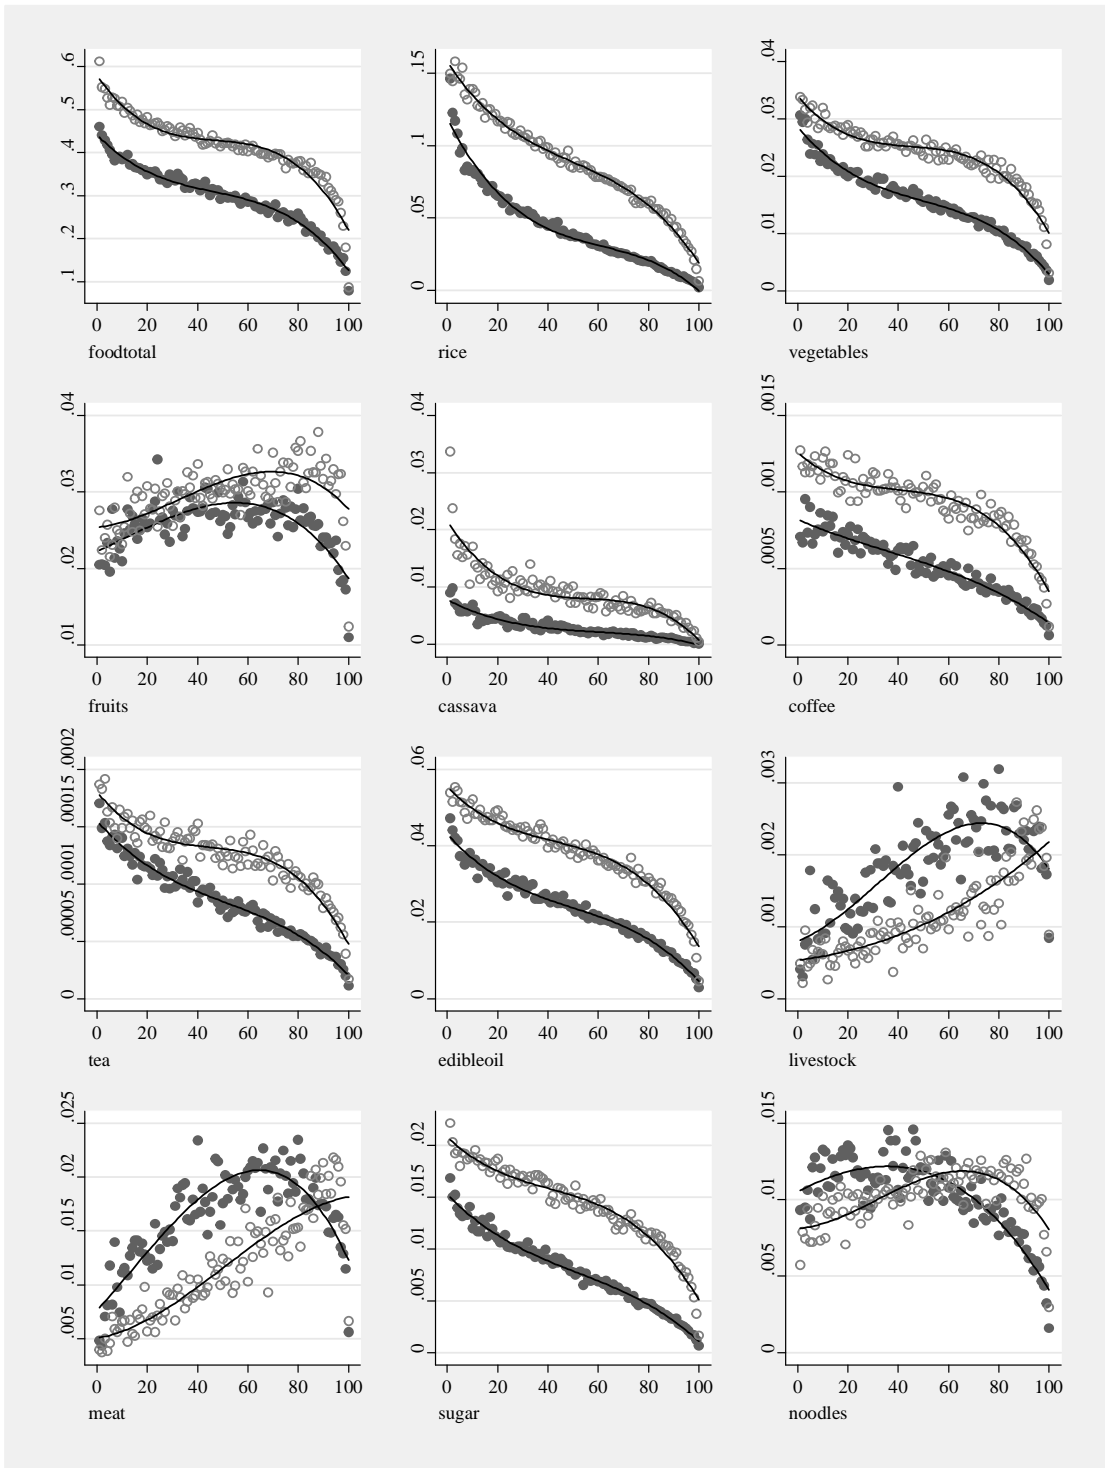 .6 .15 .04
.5 .03
.4 .1
.3 .02
.2 .05 .01
.1 0 0
0 20 40 60 80 100 0 20 40 60 80 100 0 20 40 60 80 100
foodtotal rice vegetables
.04 .04 .0015
.03 .03 .001
.02 .02 .0005
.01 .01
0 0
0 20 40 60 80 100 0 20 40 60 80 100 0 20 40 60 80 100
fruits cassava coffee
.0002 .06 .003
.00015 .04 .002
.0001 .02 .001
.00005
0 0 0
0 20 40 60 80 100 0 20 40 60 80 100 0 20 40 60 80 100
tea edibleoil livestock
.025 .02 .015
.02 .015 .01
.015 .01 .005
.01 .005
.005 0 0
0 20 40 60 80 100 0 20 40 60 80 100 0 20 40 60 80 100
meat sugar noodles